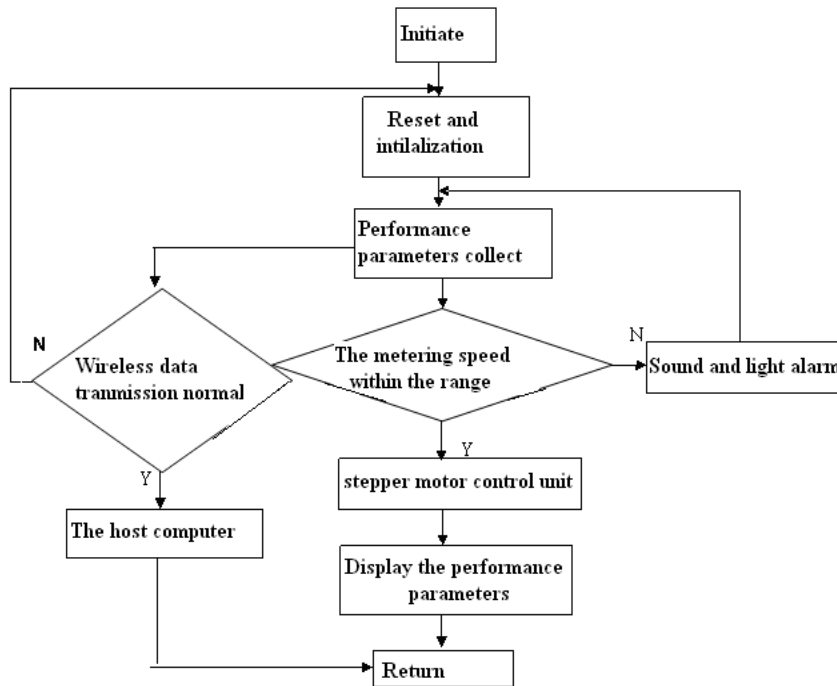 Initiate
Reset and
intilalization
Performance
parameters collect
N
Wireless data
tranmission normal
The metering speed
within the range
N
Sound and light alarm
Y
Y
The host computer
stepper motor control unit
Display the performance
parameters
Return